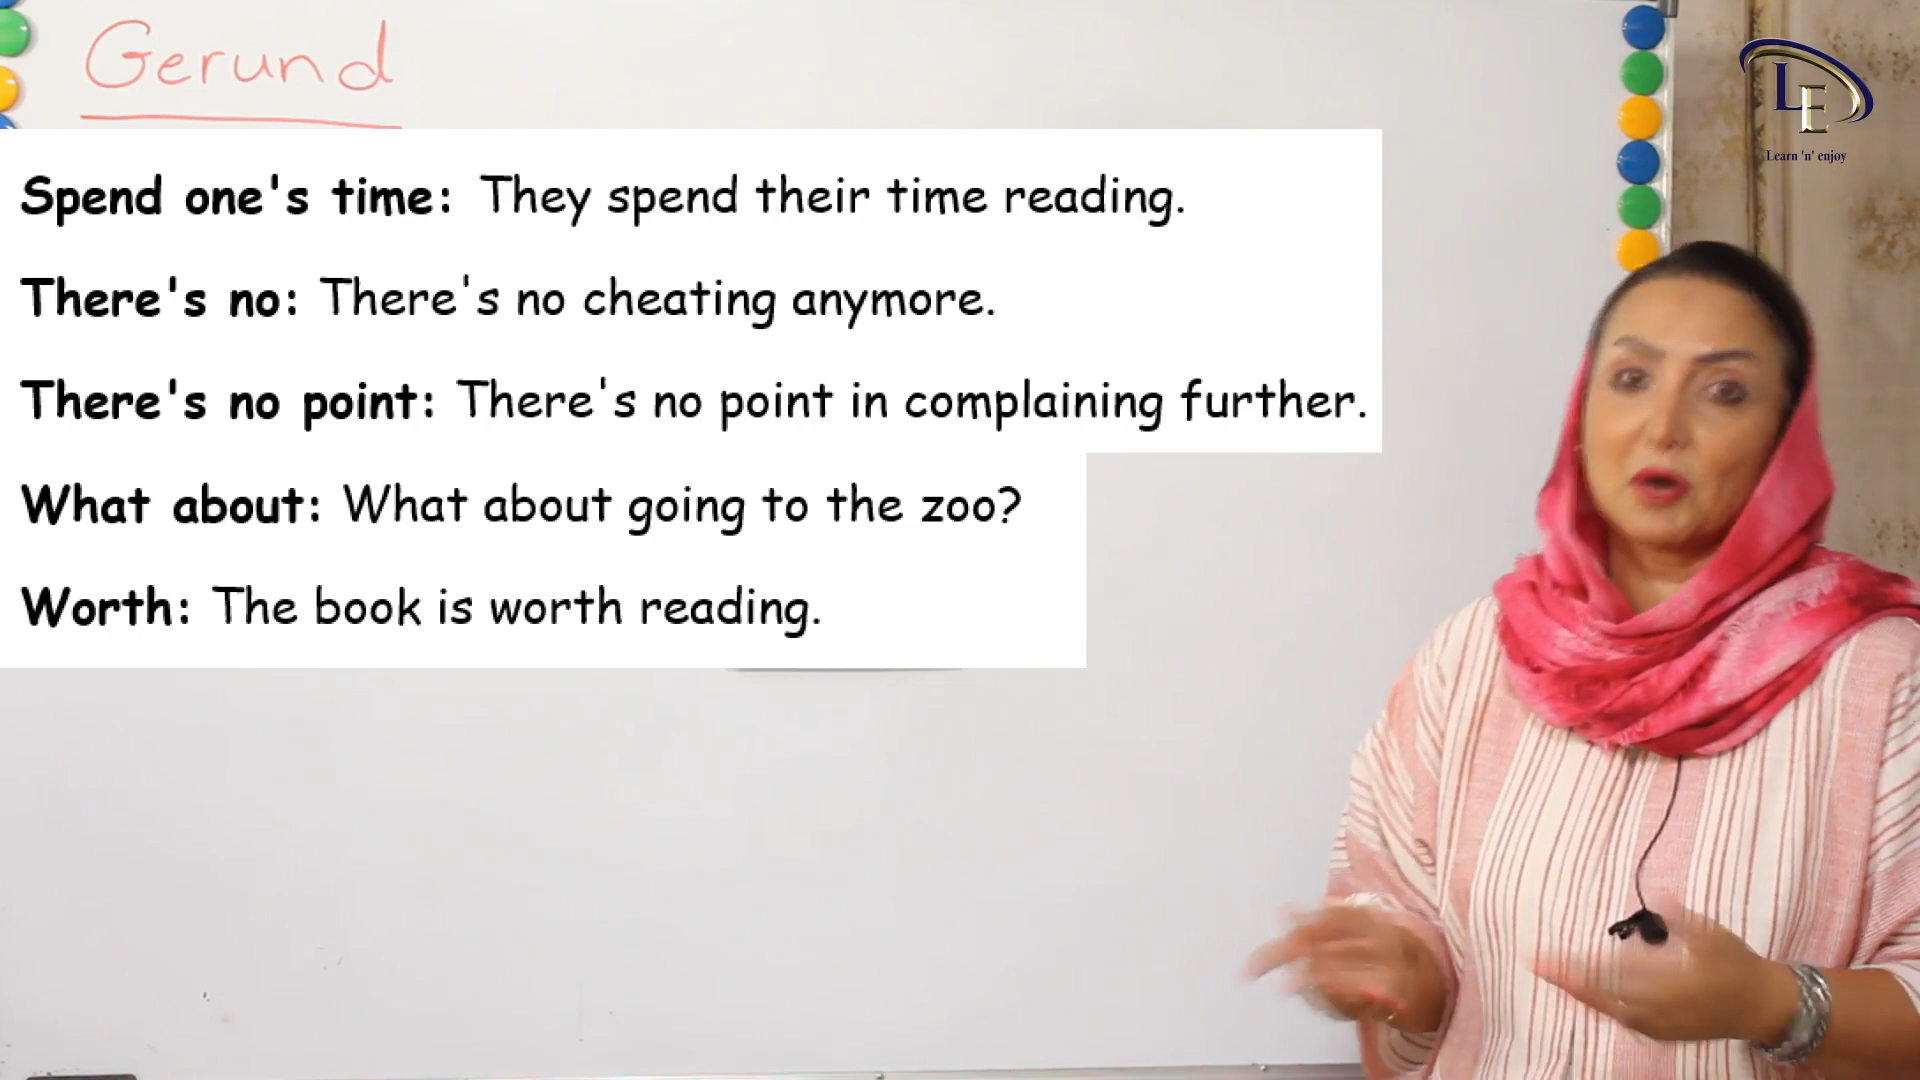 Gerund
Spend one's time: They spend their time reading.
There's no: There's no cheating anymore.
There's no point: There's no point in complaining further.
What about: What about going to the zoo?
Worth: The book is worth reading.
LE
Learn 'n' enjoy